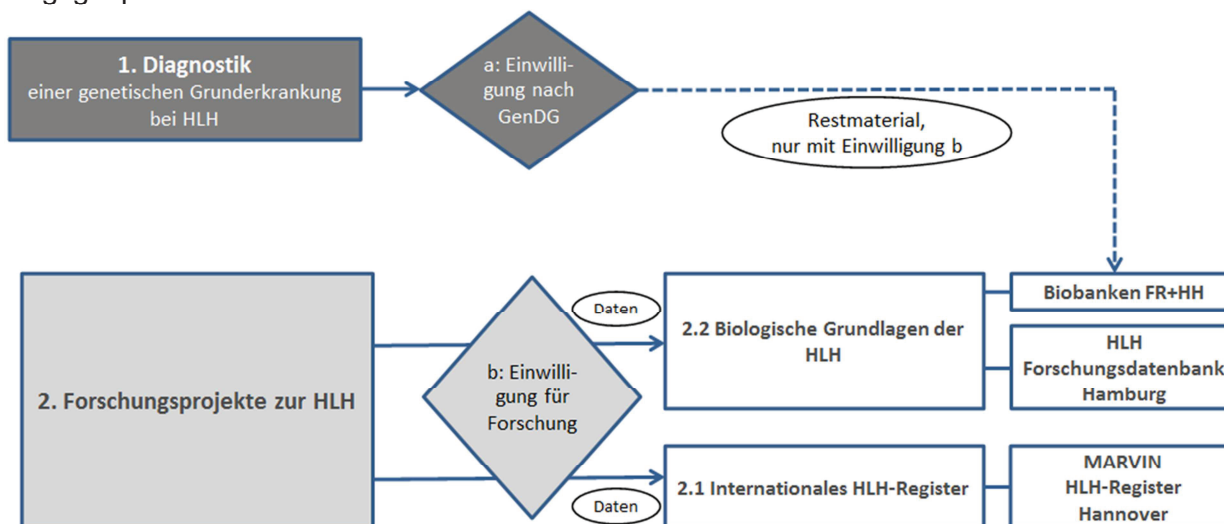 1. Diagnostik
einer genetischen Grunderkrankung
bei HLH
a: Einwilli-
gung nach
GenDG
Restmaterial,
nur mit Einwilligung b
2. Forschungsprojekte zur HLH
b: Einwilli-
gung für
Forschung
Daten
2.2 Biologische Grundlagen der
HLH
Biobanken FR+HH
HLH
Forschungsdatenbank
Hamburg
Daten
2.1 Internationales HLH-Register
MARVIN
HLH-Register
Hannover